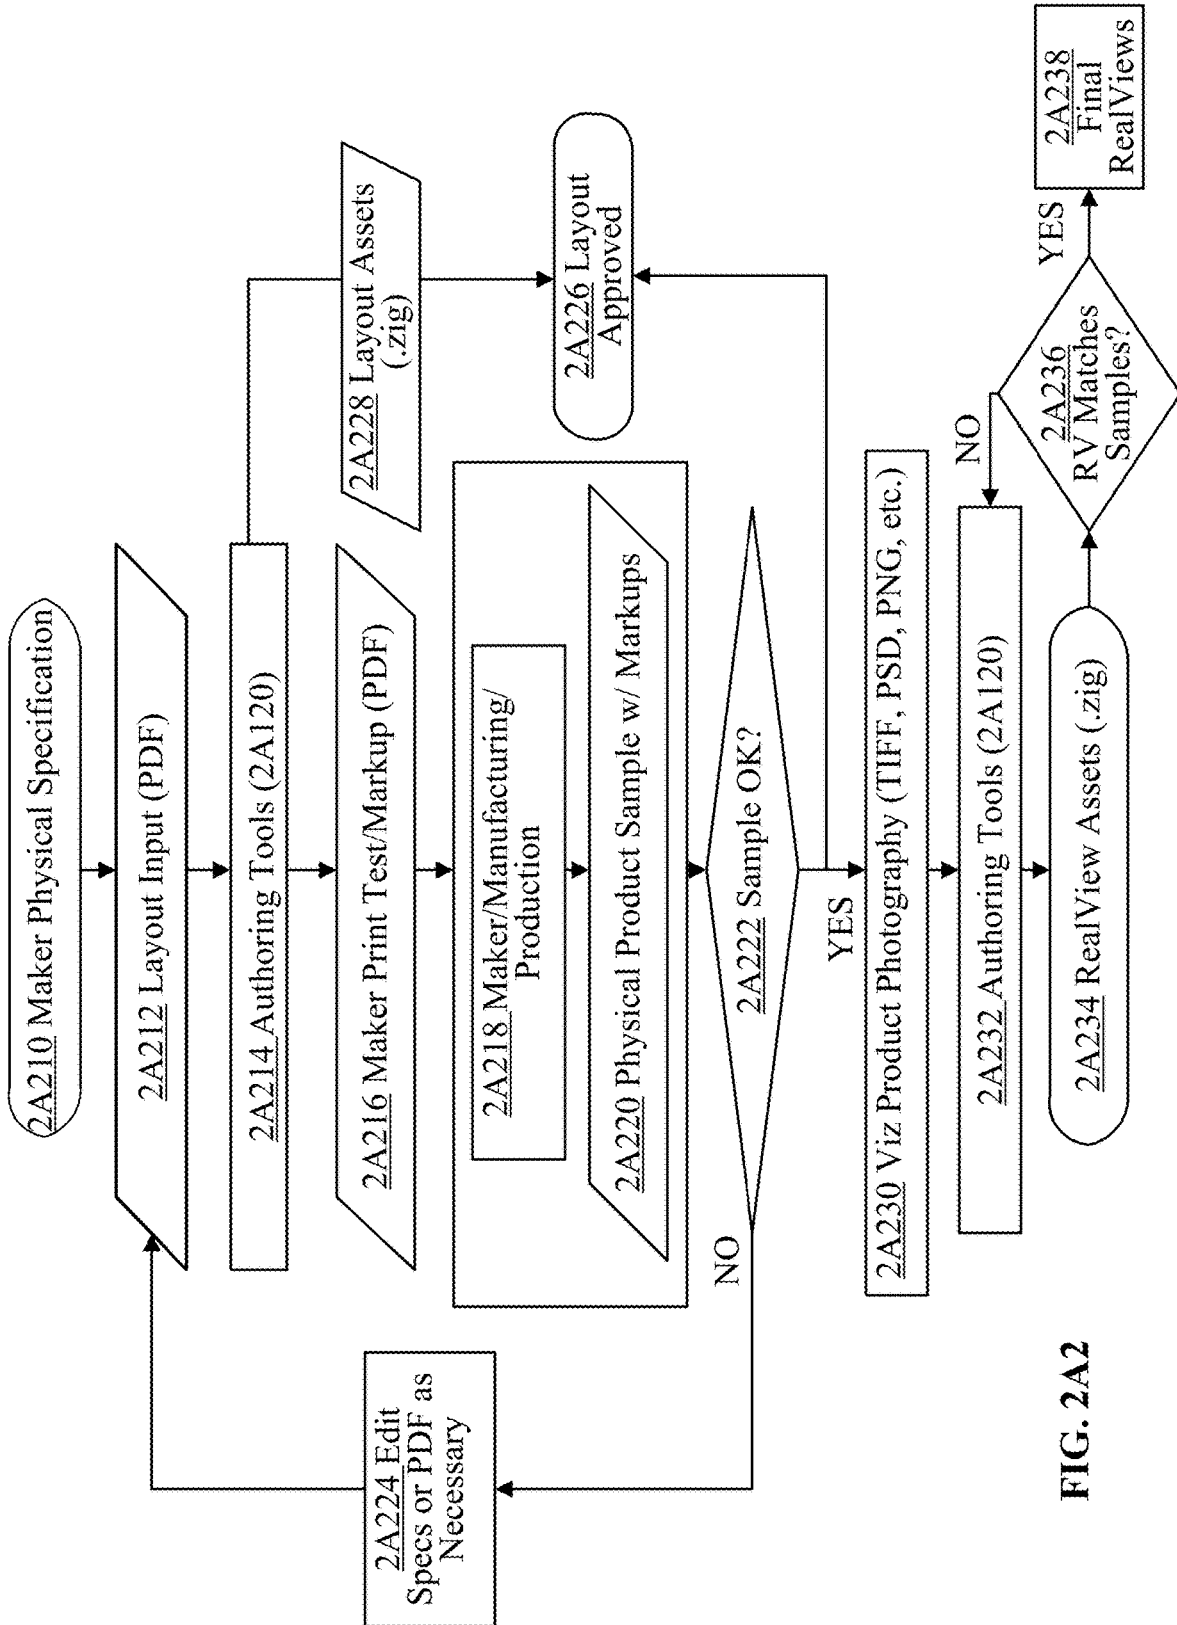 2A210 Maker Physical Specification
2A212 Layout Input (PDF)
2A214 Authoring Tools (2A120)
2A216 Maker Print Test/Markup (PDF)
2A218 Maker/Manufacturing/
Production
2A220 Physical Product Sample w/ Markups
2A222 Sample OK?
NO
YES
2A224 Edit
Specs or PDF as
Necessary
2A228 Layout Assets
(.zig)
2A226 Layout
Approved
2A230 Viz Product Photography (TIFF, PSD, PNG, etc.)
2A232 Authoring Tools (2A120)
2A234 RealView Assets (.zig)
2A236
RV Matches
Samples?
NO
YES
2A238
Final
RealViews
FIG. 2A2